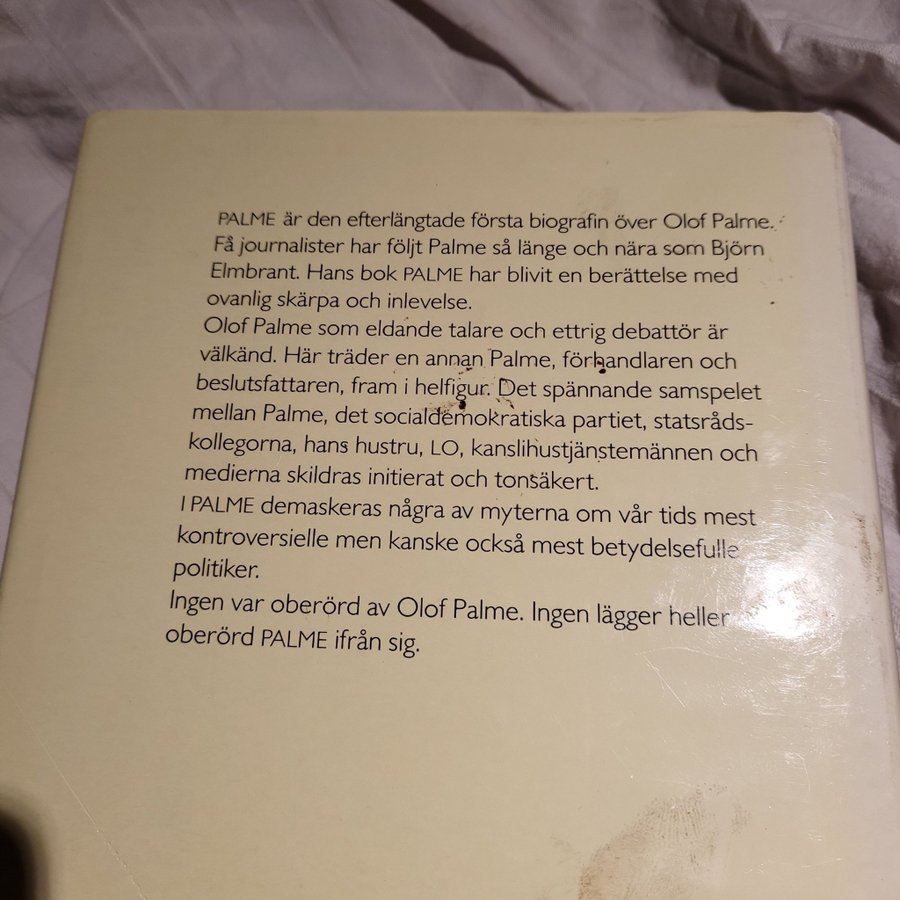 PALME är den efterlängtade första biografin över Olof Palme.
Få journalister har följt Palme så länge och nära som Björn
Elmbrant. Hans bok PALME har blivit en berättelse med
ovanlig skärpa och inlevelse.
Olof Palme som eldande talare och ettrig debattör är
välkänd. Här träder en annan Palme, förhandlaren och
beslutsfattaren, fram i helfigur. Det spännande samspelet
mellan Palme, det socialdemokratiska partiet, statsråds-
kollegorna, hans hustru, LO, kanslihustjänstemännen och
medierna skildras initierat och tonsäkert.
I PALME demaskeras några av myterna om vår tids mest
kontroversielle men kanske också mest betydelsefulle
politiker.
Ingen var oberörd av Olof Palme. Ingen lägger heller
oberörd PALME ifrån sig.